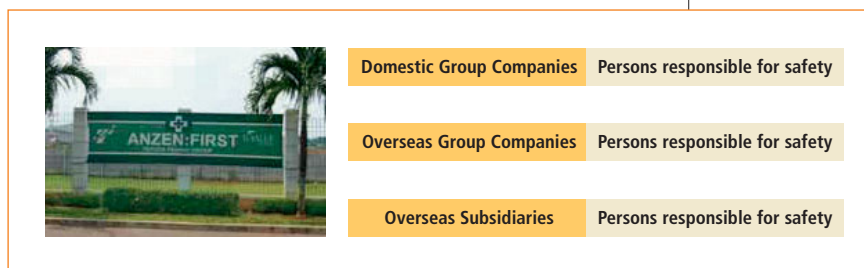 ANZEN:FIRST
Domestic Group Companies Persons responsible for safety
Overseas Group Companies Persons responsible for safety
Overseas Subsidiaries Persons responsible for safety